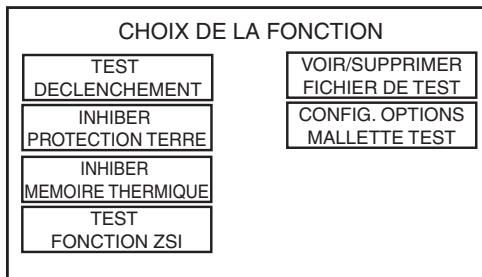 CHOIX DE LA FONCTION
TEST
DECLENCHEMENT
INHIBER
PROTECTION TERRE
INHIBER
MEMOIRE THERMIQUE
TEST
FONCTION ZSI
VOIR/SUPPRIMER
FICHIER DE TEST
CONFIG. OPTIONS
MALLETTE TEST